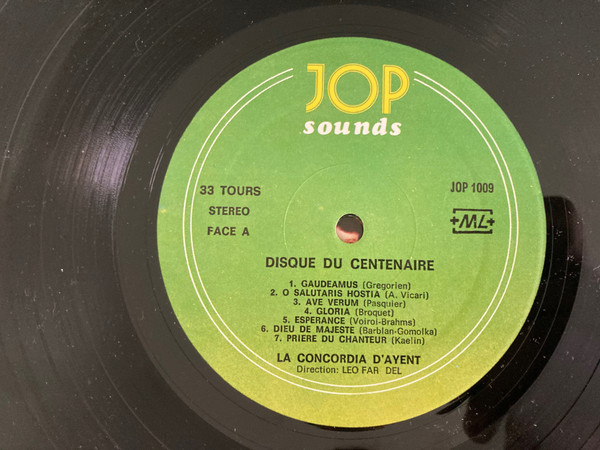 JOP
sounds
33 TOURS
STEREO
FACE A
JOP 1009
ML
DISQUE DU CENTENAIRE
1. GAUDEAMUS (Gregorien)
2. O SALUTARIS HOSTIA (A. Vicari)
3. AVE VERUM (Pasquier)
4. GLORIA (Broquet)
5. ESPERANCE (Voiroi-Brahms)
6. DIEU DE MAJESTE (Barblan-Gomolka)
7. PRIERE DU CHANTEUR (Kaelin)
LA CONCORDIA D'AYENT
Direction: LEO FAR DEL